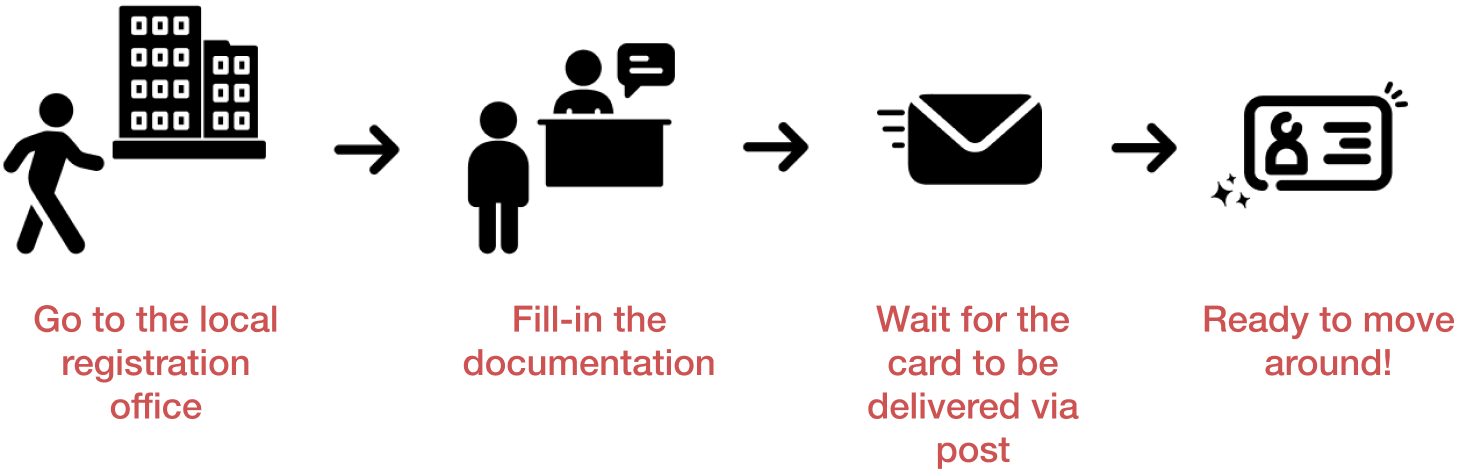 Go to the local
registration
office
Fill-in the
documentation
Wait for the
card to be
delivered via
post
Ready to move
around!